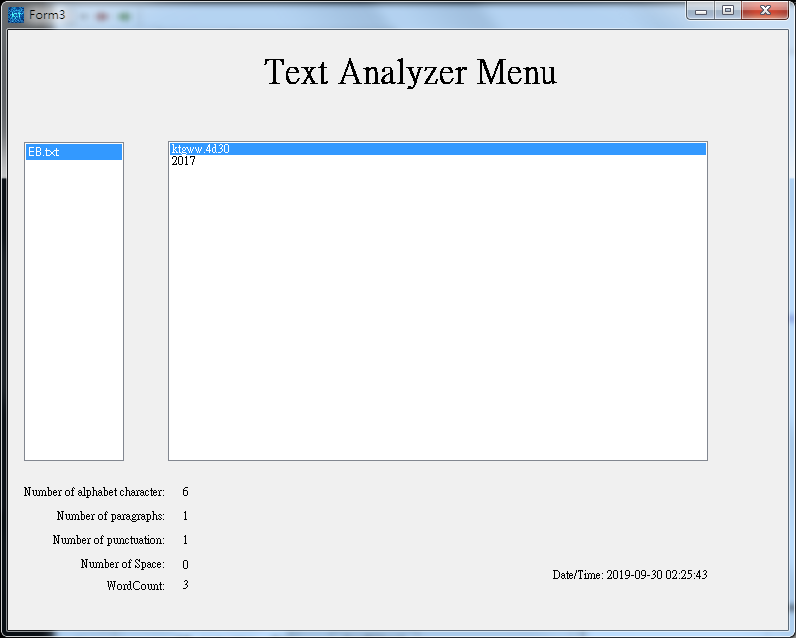 Form3
Text Analyzer Menu
EB.txt
ktgww.4d30
2017
Number of alphabet character: 6
Number of paragraphs: 1
Number of punctuation: 1
Number of Space: 0
WordCount: 3
Date/Time: 2019-09-30 02:25:43